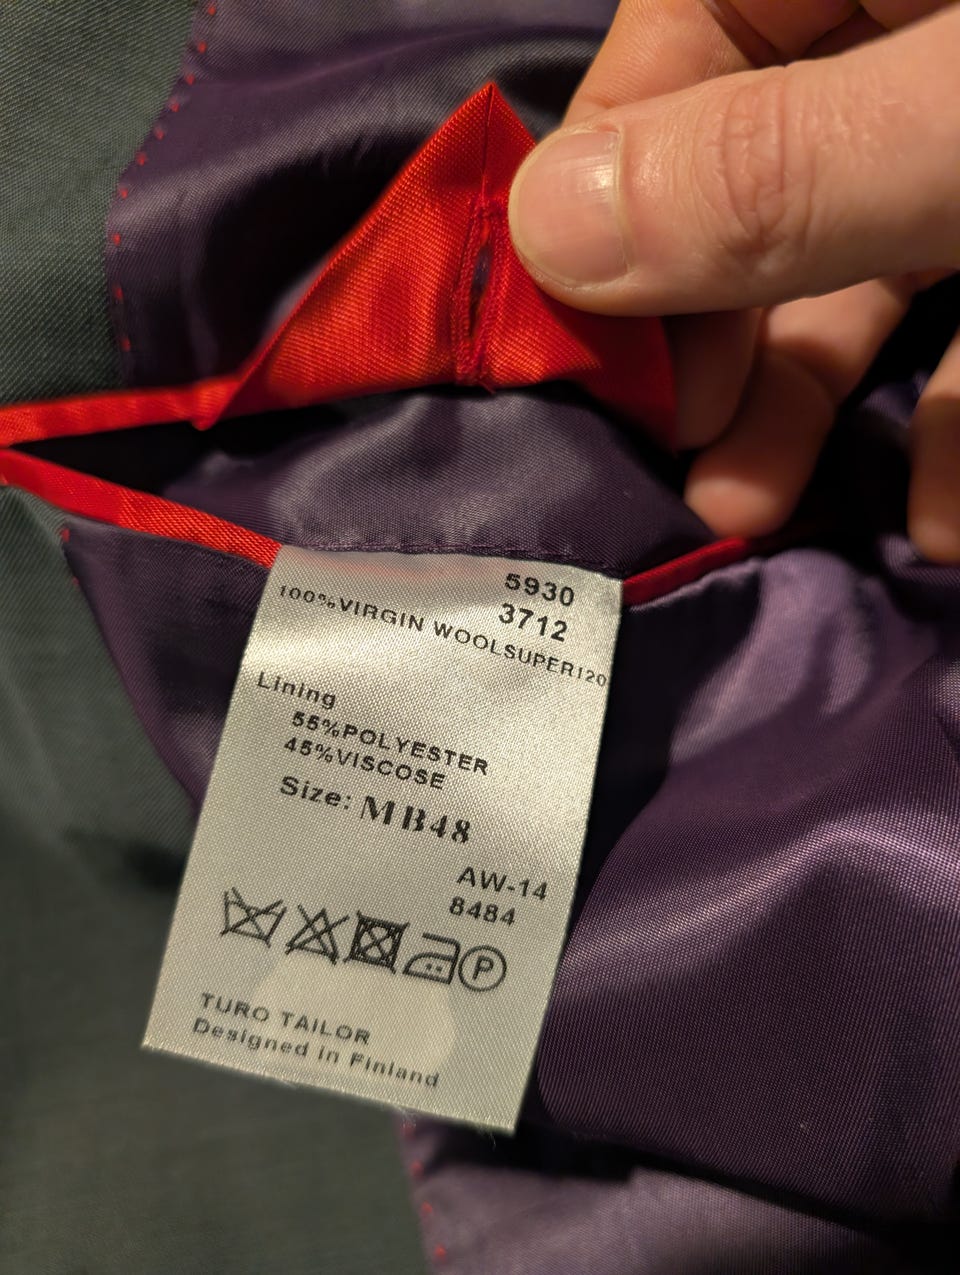 5930
3712
100%VIRGIN WOOLSUPER120
Lining
55%POLYESTER
45%VISCOSE
Size: MB48
AW-14
8484
P
TURO TAILOR
Designed in Finland